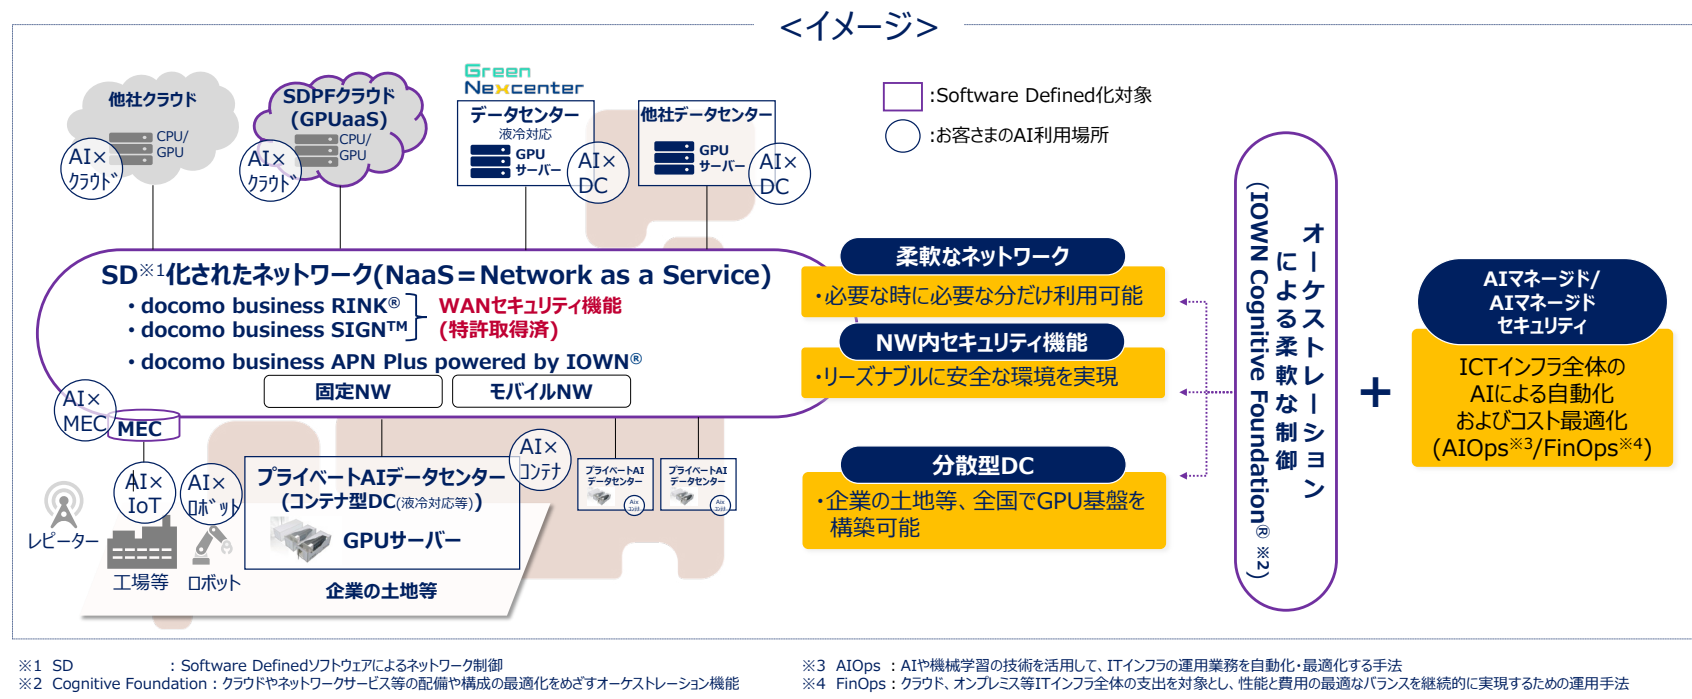 <イメージ>
他社クラウド
CPU/
GPU
AI×
クラウド
SDPFクラウド
(GPUaaS)
CPU/
GPU
AI×
クラウド
Green
Nexcenter
データセンター
液冷対応
GPU
サーバー
AI×
DC
他社データセンター
GPU
サーバー
AI×
DC
:Software Defined化対象
:お客さまのAI利用場所
SD※1化されたネットワーク(NaaS=Network as a Service)
・docomo business RINK®
・docomo business SIGN™
WANセキュリティ機能
(特許取得済)
・docomo business APN Plus powered by IOWN®
固定NW
モバイルNW
AI×
MEC
MEC
AI×
IoT
AI×
ロボット
レピーター
工場等
ロボット
プライベートAIデータセンター
(コンテナ型DC(液冷対応等))
GPUサーバー
AI×
コンテナ
企業の土地等
プライベートAI
データセンター
AI×
コンテナ
プライベートAI
データセンター
AI×
コンテナ
柔軟なネットワーク
・必要な時に必要な分だけ利用可能
NW内セキュリティ機能
・リーズナブルに安全な環境を実現
分散型DC
・企業の土地等、全国でGPU基盤を
構築可能
オーケストレーション
による柔軟な制御
(IOWN Cognitive Foundation® ※2)
+
AIマネージド/
AIマネージド
セキュリティ
ICTインフラ全体の
AIによる自動化
およびコスト最適化
(AIOps※3/FinOps※4)
※1 SD : Software Definedソフトウェアによるネットワーク制御
※2 Cognitive Foundation : クラウドやネットワークサービス等の配備や構成の最適化をめざすオーケストレーション機能
※3 AIOps : AIや機械学習の技術を活用して、ITインフラの運用業務を自動化・最適化する手法
※4 FinOps : クラウド、オンプレミス等ITインフラ全体の支出を対象とし、性能と費用の最適なバランスを継続的に実現するための運用手法